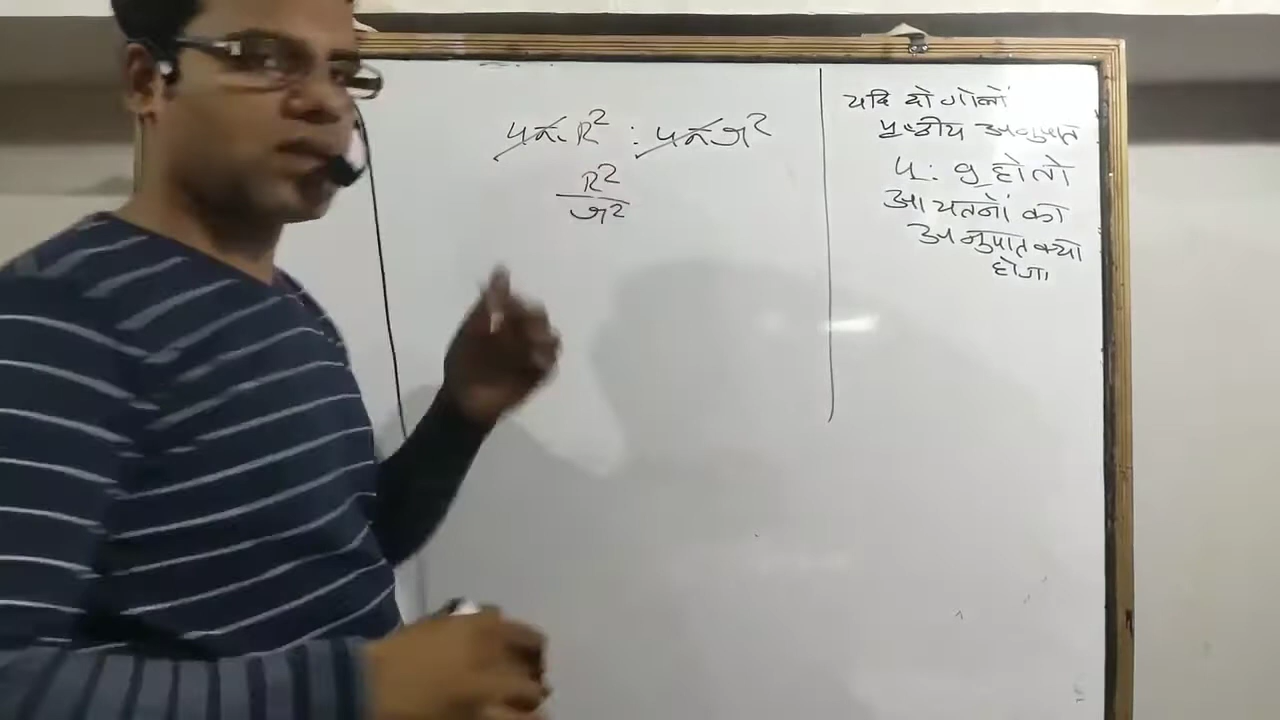 4πR² : 4πr²
R²
r²
यदि दो गोलों
पृष्ठीय अनुपात
4 : 9 हो तो
आयतनों का
अनुपात क्या
होगा